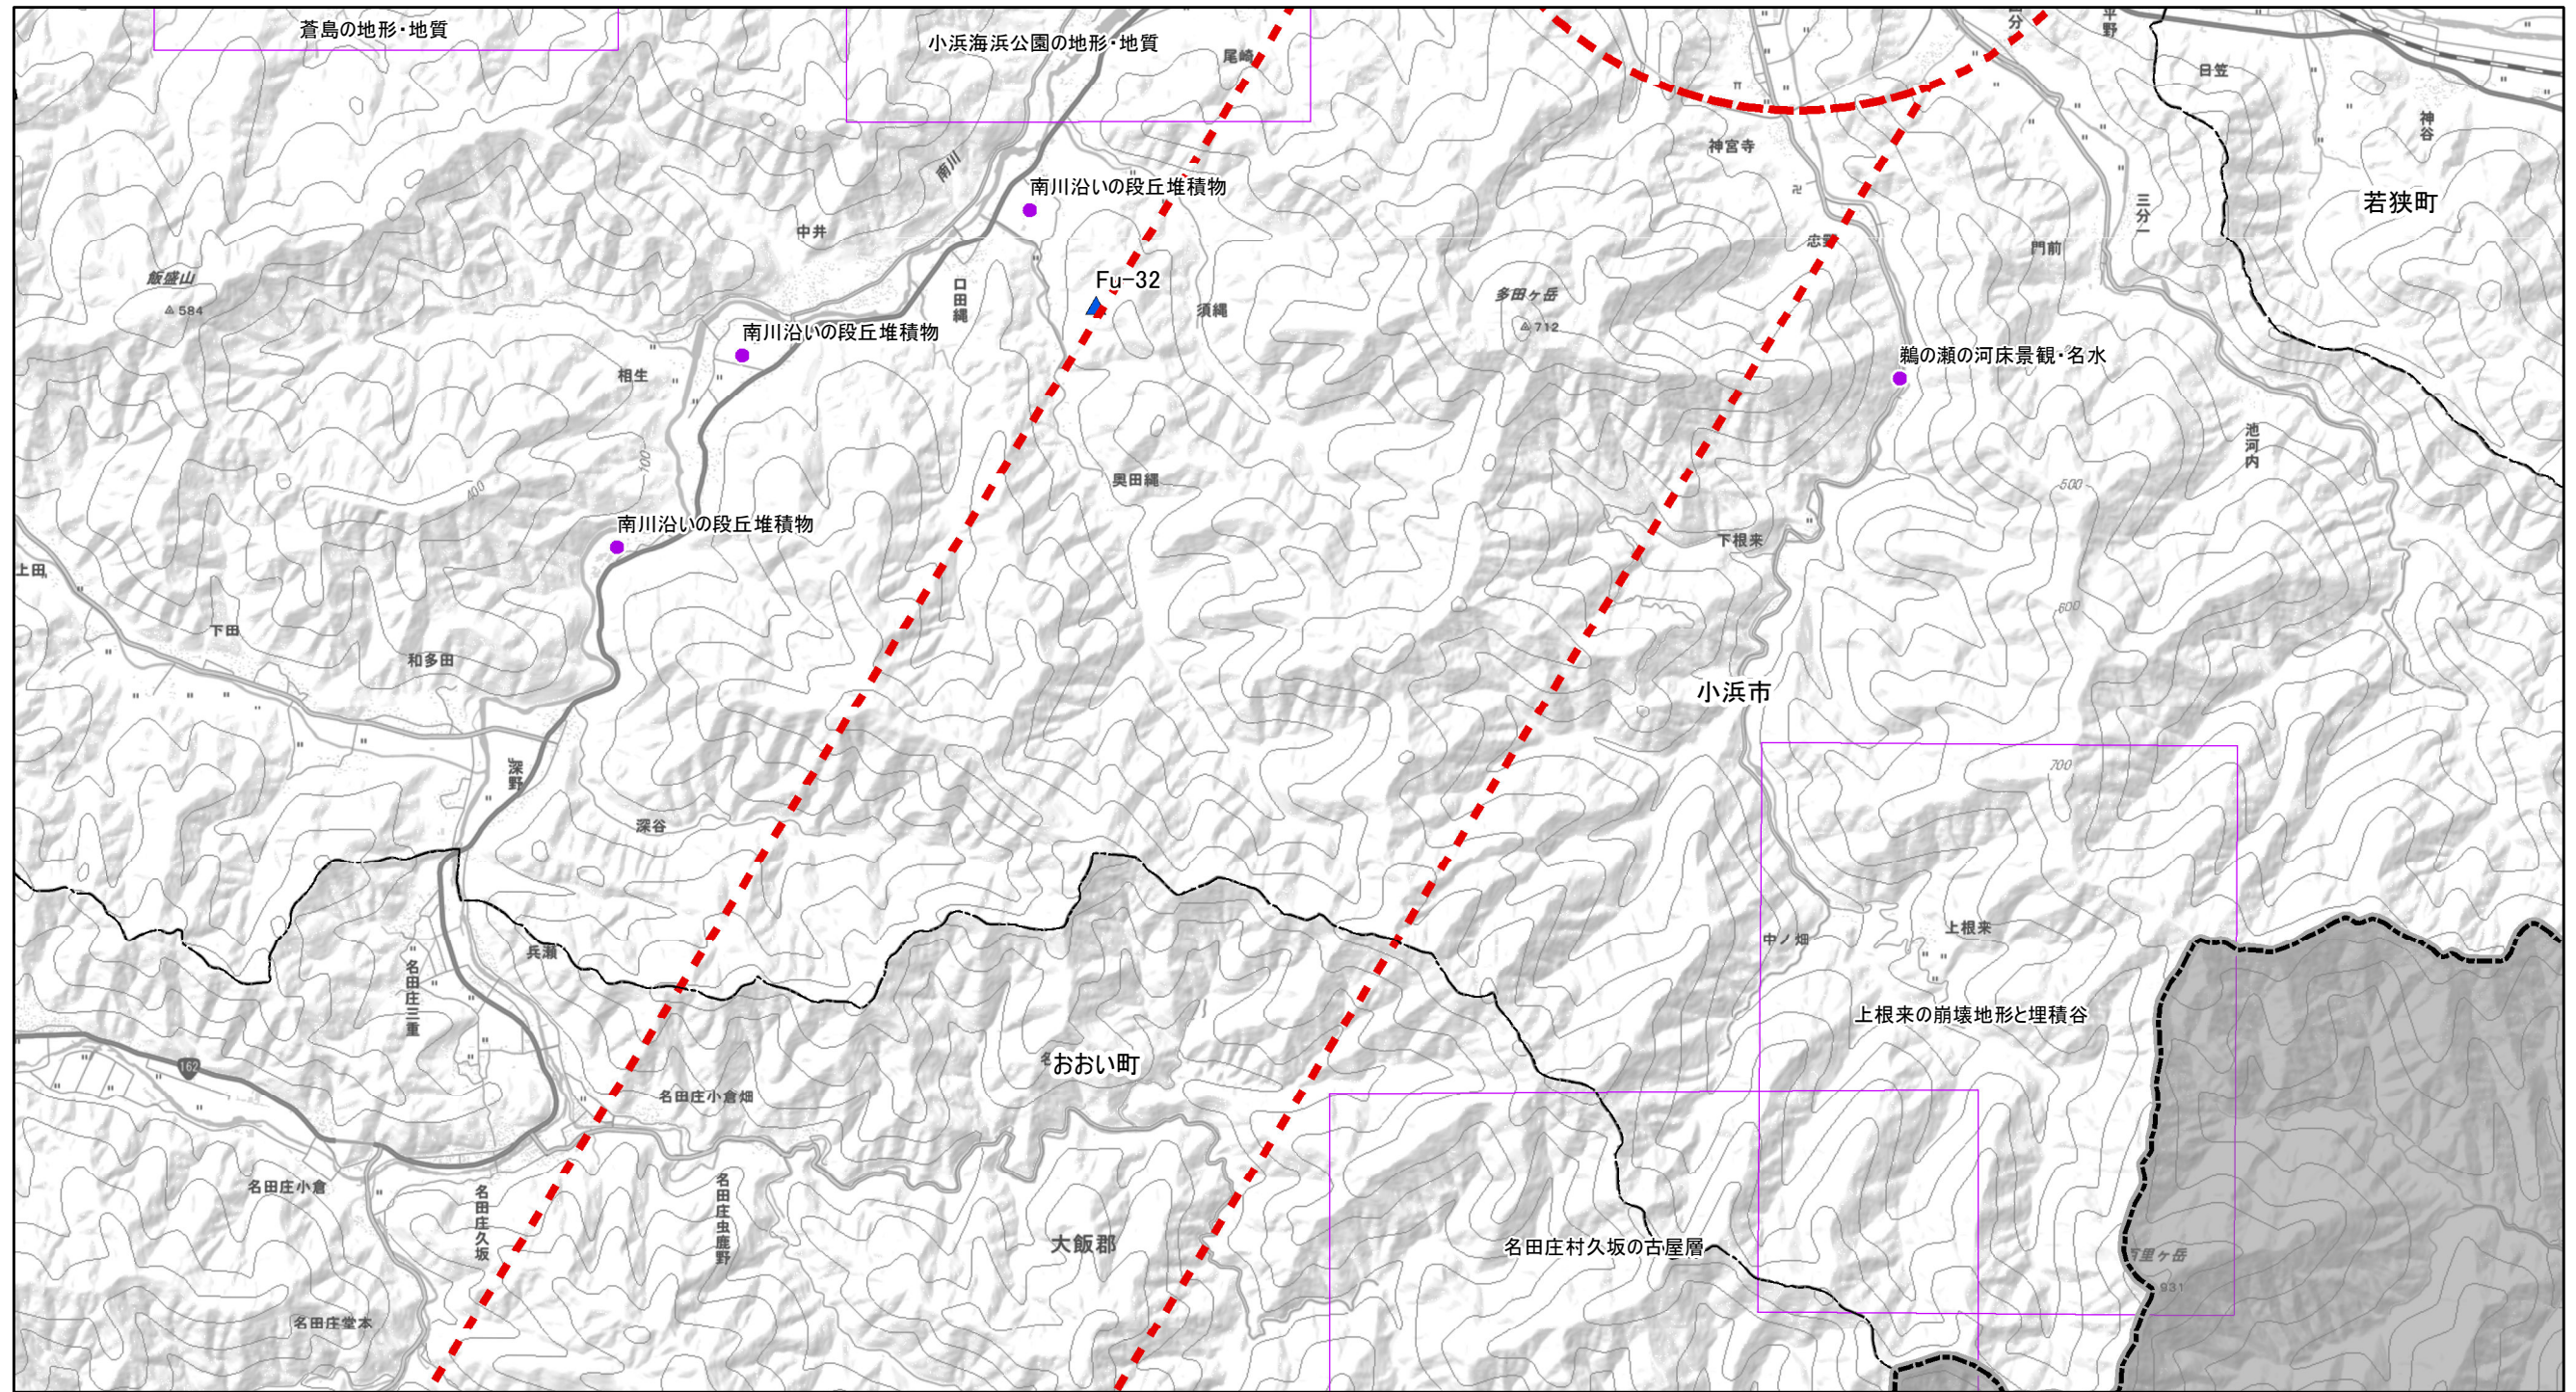 蒼島の地形・地質
小浜海浜公園の地形・地質
尾崎
平野
日笠
神谷
若狭町
神宮寺
三分一
門前
南川
南川沿いの段丘堆積物
中井
飯盛山
584
口田縄
Fu-32
須縄
多田ヶ岳
712
南川沿いの段丘堆積物
相生
鵜の瀬の河床景観・名水
池河内
100
400
奥田縄
500
南川沿いの段丘堆積物
下根来
上田
600
下田
和多田
小浜市
深野
700
深谷
兵瀬
名田庄三重
中ノ畑
上根来
上根来の崩壊地形と埋積谷
162
おおい町
名田庄小倉畑
名田庄小倉
名田庄久坂
名田庄虫鹿野
大飯郡
名田庄村久坂の古屋層
百里ヶ岳
931
名田庄堂本